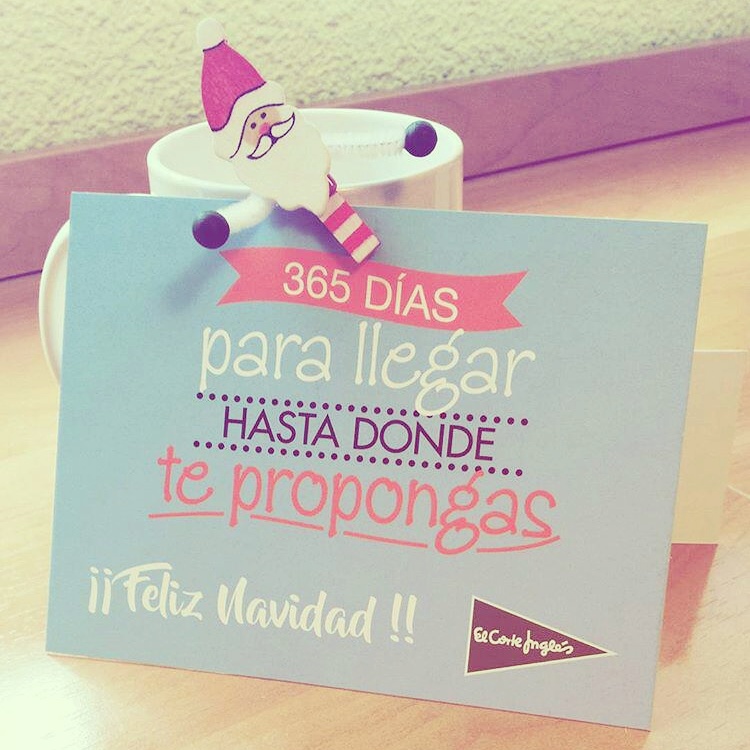 365 DÍAS
para llegar
HASTA DONDE
te propongas
¡¡Feliz Navidad !!
El Corte Inglés